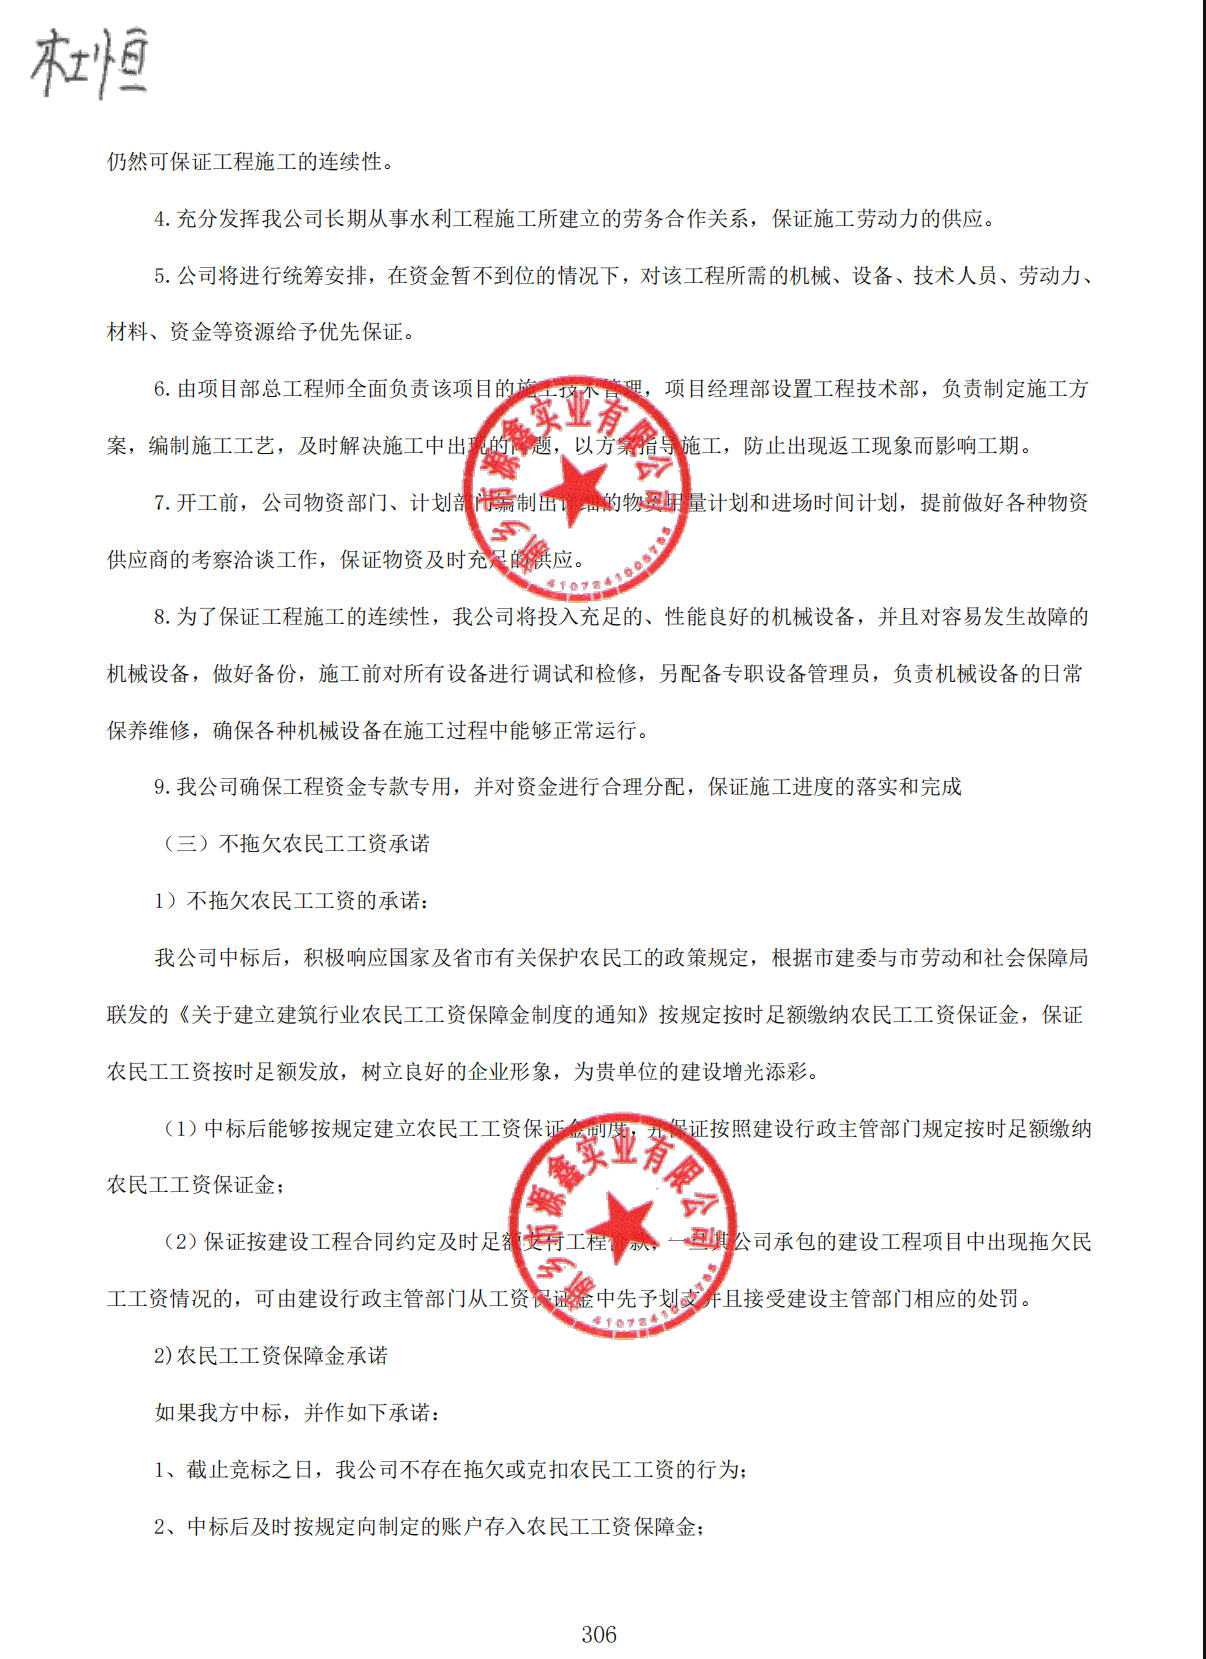 杜恒
仍然可保证工程施工的连续性。
4.充分发挥我公司长期从事水利工程施工所建立的劳务合作关系，保证施工劳动力的供应。
5.公司将进行统筹安排，在资金暂不到位的情况下，对该工程所需的机械、设备、技术人员、劳动力、
材料、资金等资源给予优先保证。
6.由项目部总工程师全面负责该项目的施工技术管理，项目经理部设置工程技术部，负责制定施工方
案，编制施工工艺，及时解决施工中出现的问题，以方案指导施工，防止出现返工现象而影响工期。
7.开工前，公司物资部门、计划部门编制出详细的物资用量计划和进场时间计划，提前做好各种物资
供应商的考察洽谈工作，保证物资及时充足的供应。
新乡市源鑫实业有限公司
4107241005755
8.为了保证工程施工的连续性，我公司将投入充足的、性能良好的机械设备，并且对容易发生故障的
机械设备，做好备份，施工前对所有设备进行调试和检修，另配备专职设备管理员，负责机械设备的日常
保养维修，确保各种机械设备在施工过程中能够正常运行。
9.我公司确保工程资金专款专用，并对资金进行合理分配，保证施工进度的落实和完成
（三）不拖欠农民工工资承诺
1）不拖欠农民工工资的承诺：
我公司中标后，积极响应国家及省市有关保护农民工的政策规定，根据市建委与市劳动和社会保障局
联发的《关于建立建筑行业农民工工资保障金制度的通知》按规定按时足额缴纳农民工工资保证金，保证
农民工工资按时足额发放，树立良好的企业形象，为贵单位的建设增光添彩。
（1）中标后能够按规定建立农民工工资保证金制度，并保证按照建设行政主管部门规定按时足额缴纳
农民工工资保证金；
（2）保证按建设工程合同约定及时足额支付工程价款，一旦其公司承包的建设工程项目中出现拖欠民
工工资情况的，可由建设行政主管部门从工资保证金中先予划支并且接受建设主管部门相应的处罚。
新乡市源鑫实业有限公司
4107241005755
2)农民工工资保障金承诺
如果我方中标，并作如下承诺：
1、截止竞标之日，我公司不存在拖欠或克扣农民工工资的行为；
2、中标后及时按规定向制定的账户存入农民工工资保障金；
306